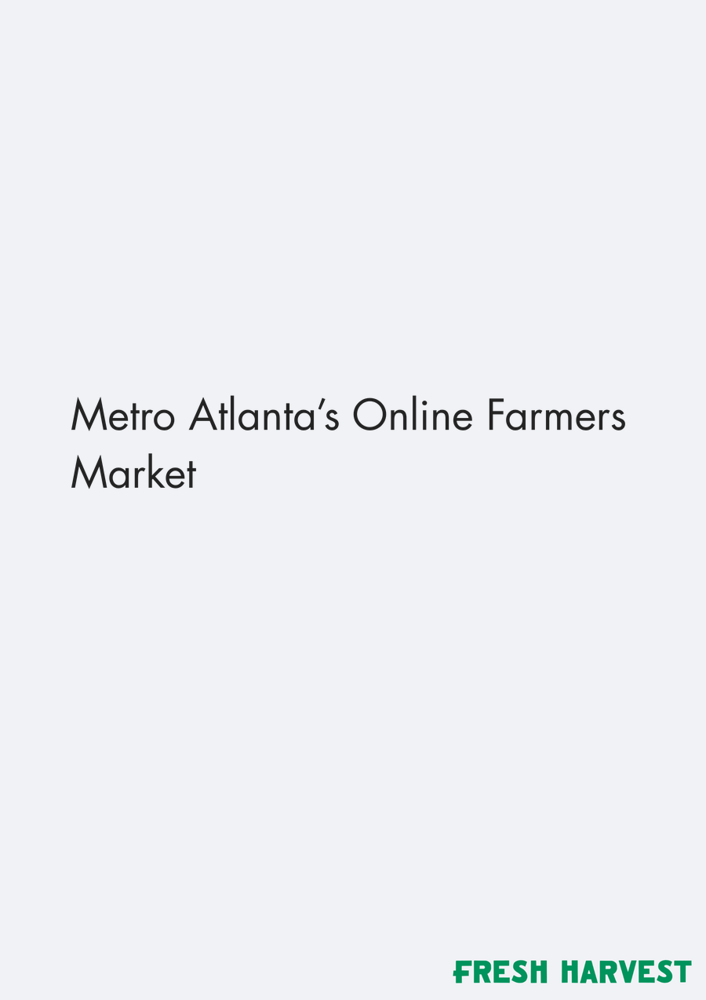 Metro Atlanta’s Online Farmers
Market
FRESH HARVEST